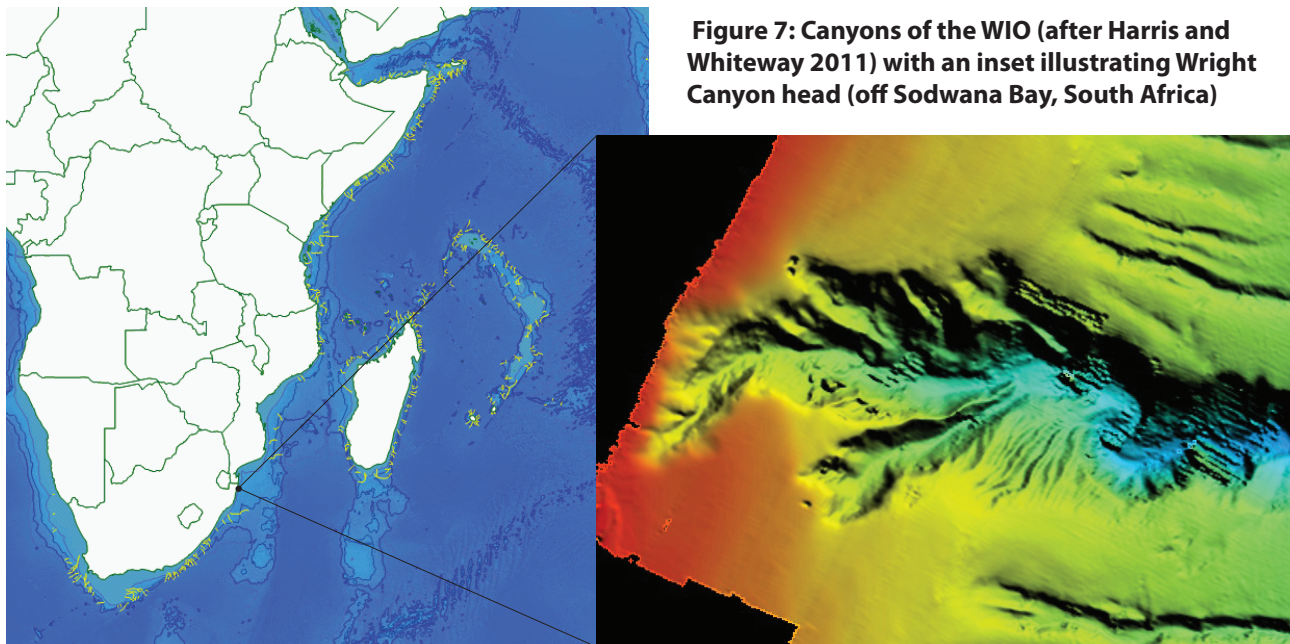 Figure 7: Canyons of the WIO (after Harris and
Whiteway 2011) with an inset illustrating Wright
Canyon head (off Sodwana Bay, South Africa)